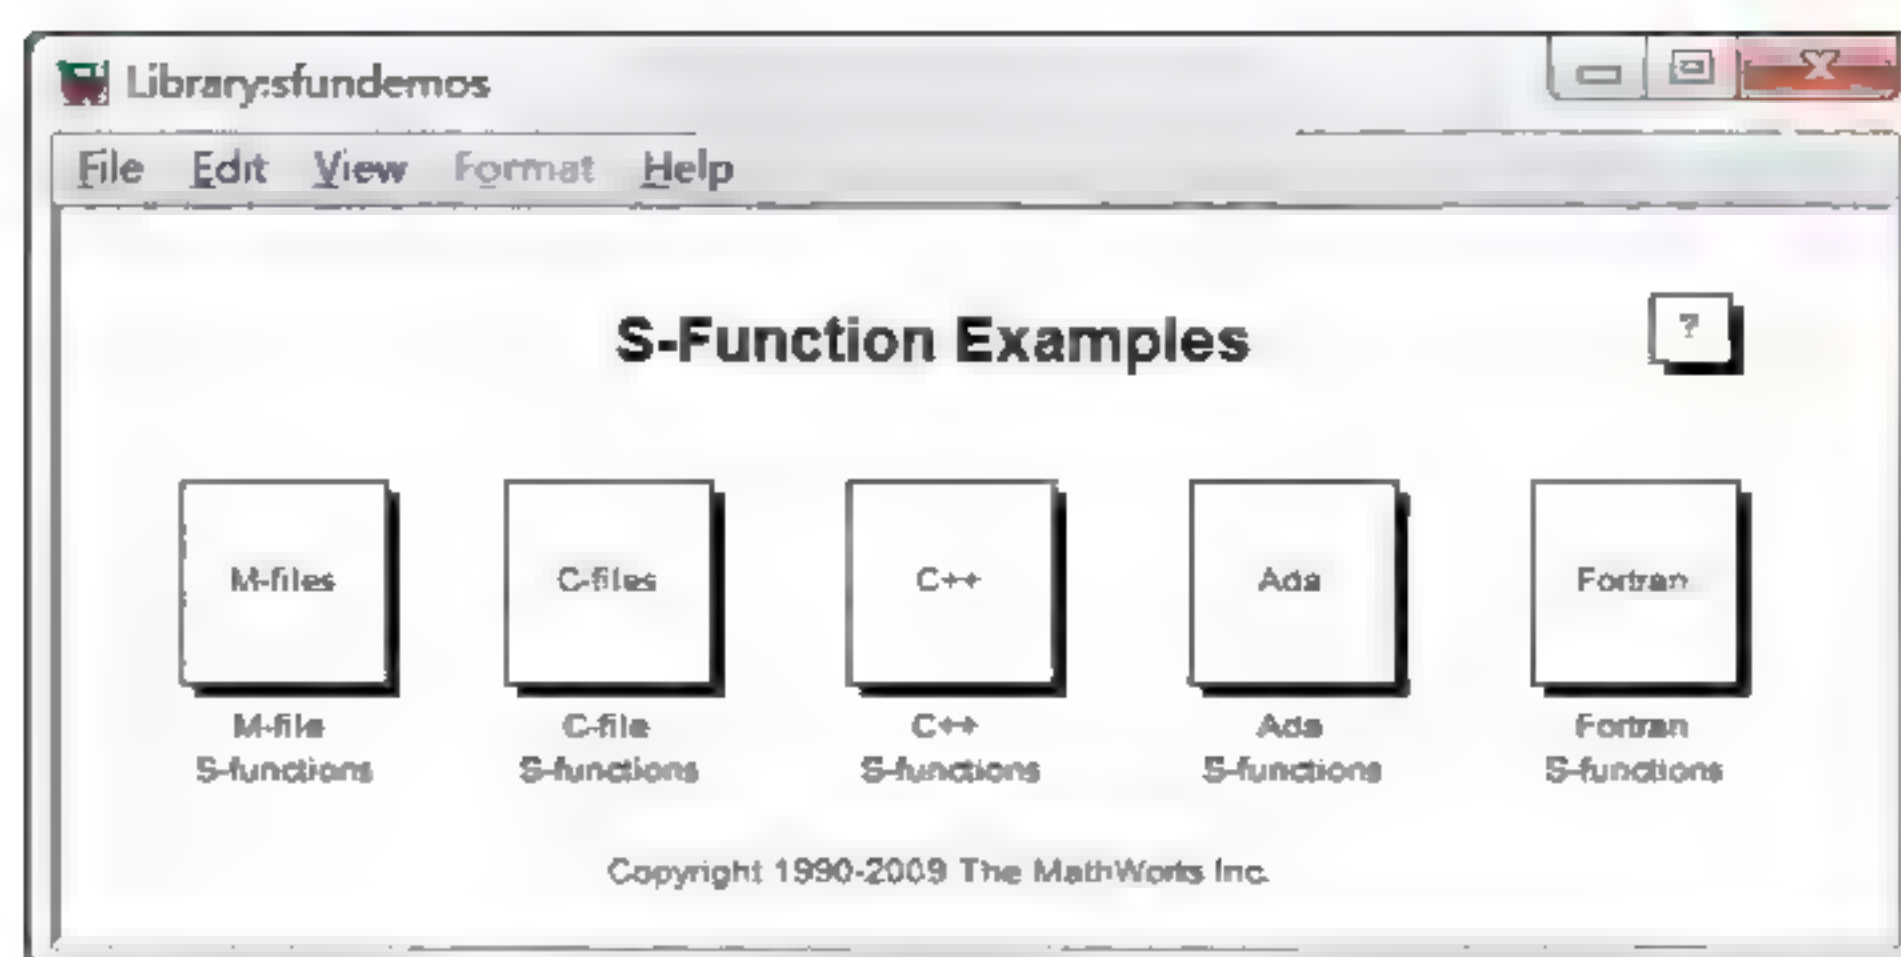 Library:sfundemos
File Edit View Format Help
S-Function Examples
?
M-files C-files C++ Ada Fortran
M-file C-file C++ Ada Fortran
S-functions S-functions S-functions S-functions S-functions
Copyright 1990-2009 The MathWorks Inc.